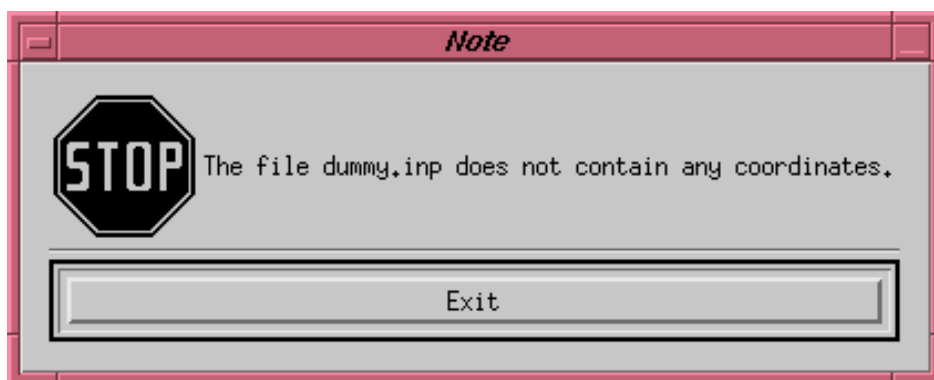 Note
STOP
The file dummy.inp does not contain any coordinates.
Exit